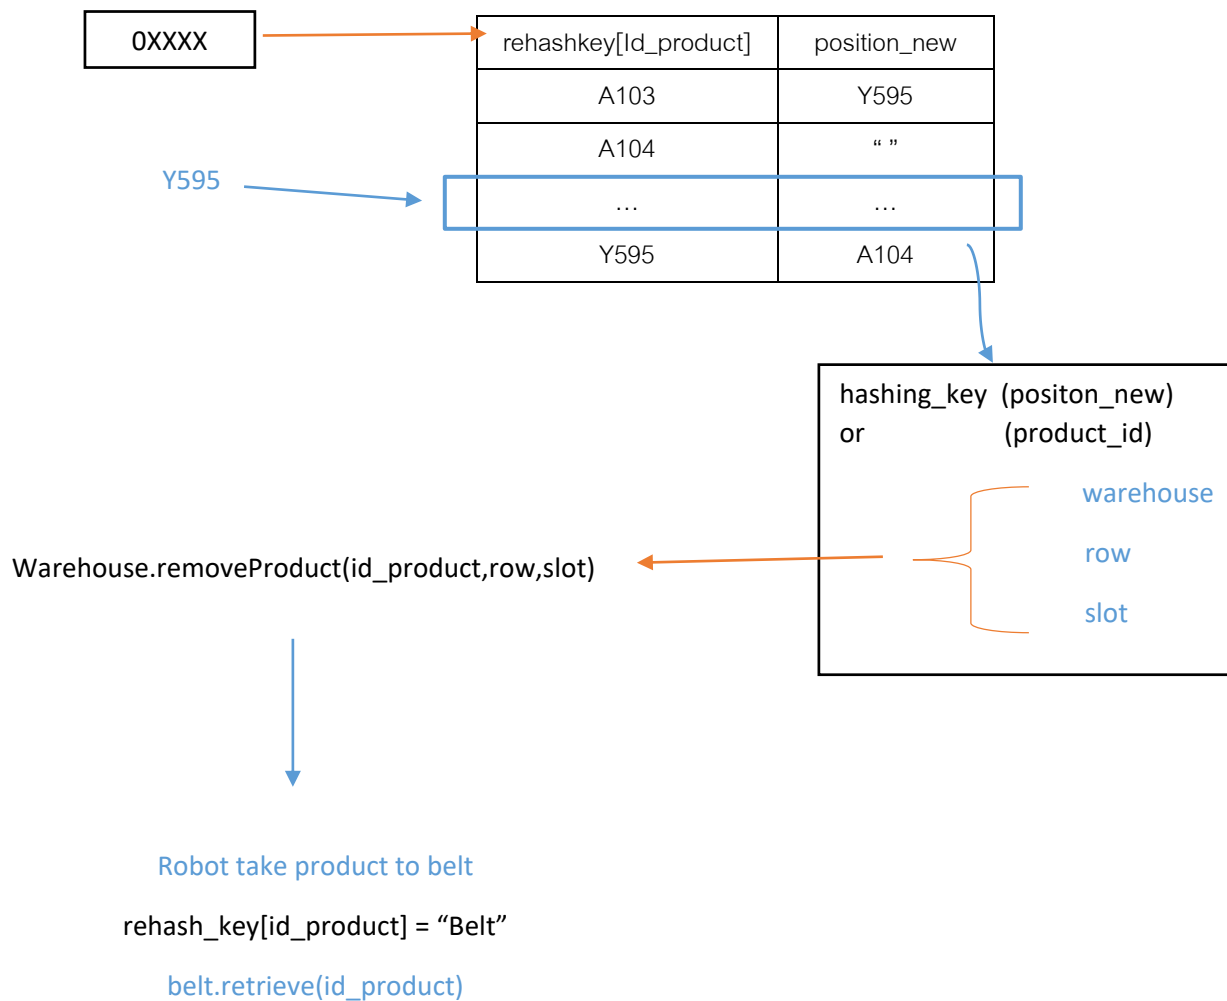 0XXXX
rehashkey[Id_product] position_new
A103 Y595
A104 “ ”
Y595
… …
Y595 A104
hashing_key (positon_new)
or (product_id)
warehouse
row
slot
Warehouse.removeProduct(id_product,row,slot)
Robot take product to belt
rehash_key[id_product] = “Belt”
belt.retrieve(id_product)